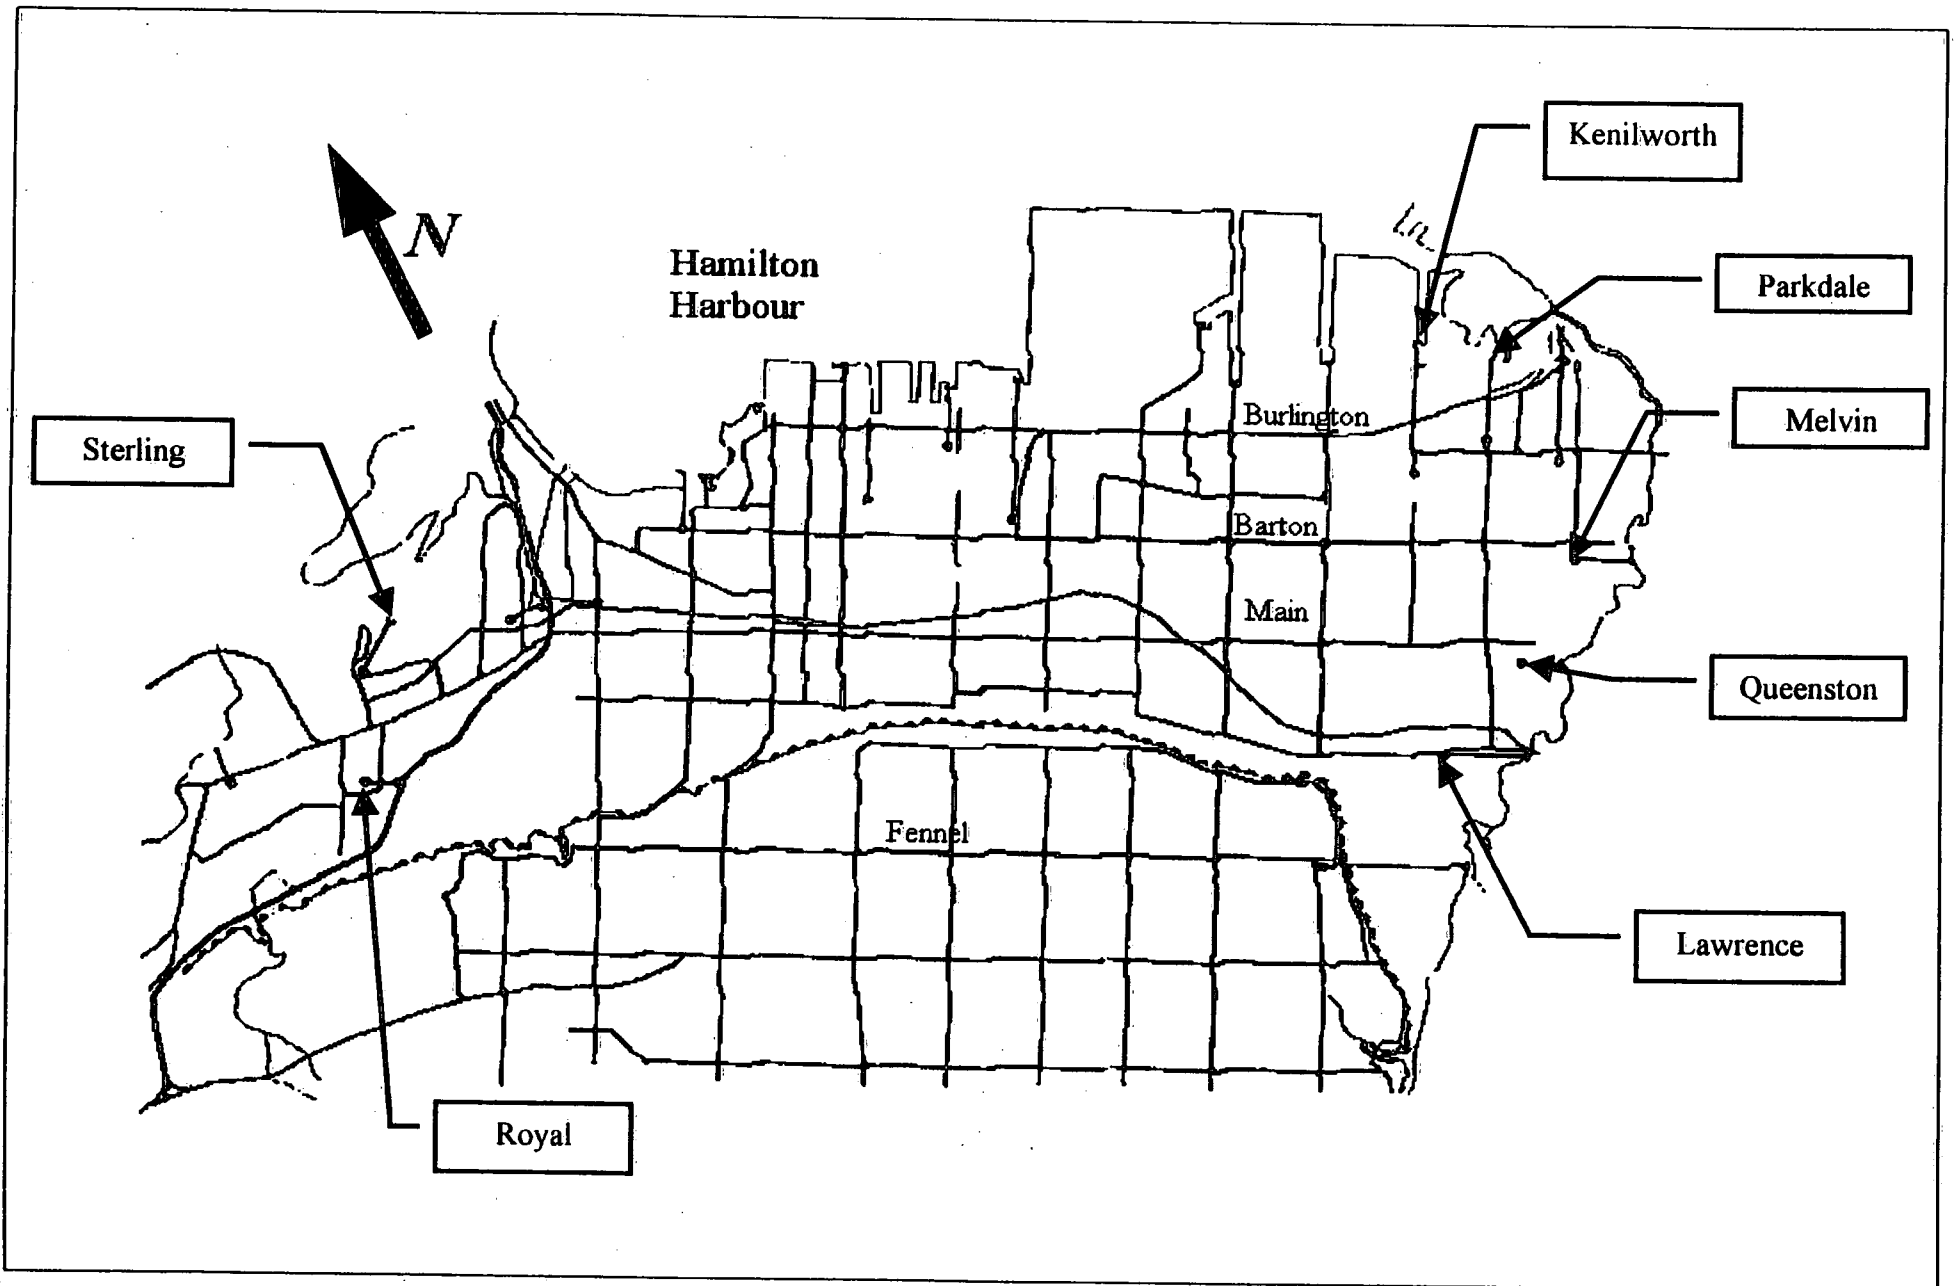 Kenilworth
N
Hamilton
Harbour
Parkdale
Melvin
Burlington
Sterling
Barton
Main
Queenston
Fennel
Lawrence
Royal